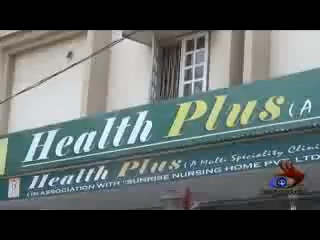 Health Plus (A
Health Plus (A Multi Speciality Clinic
(IN ASSOCIATION WITH "SUNRISE NURSING HOME PVT. LTD